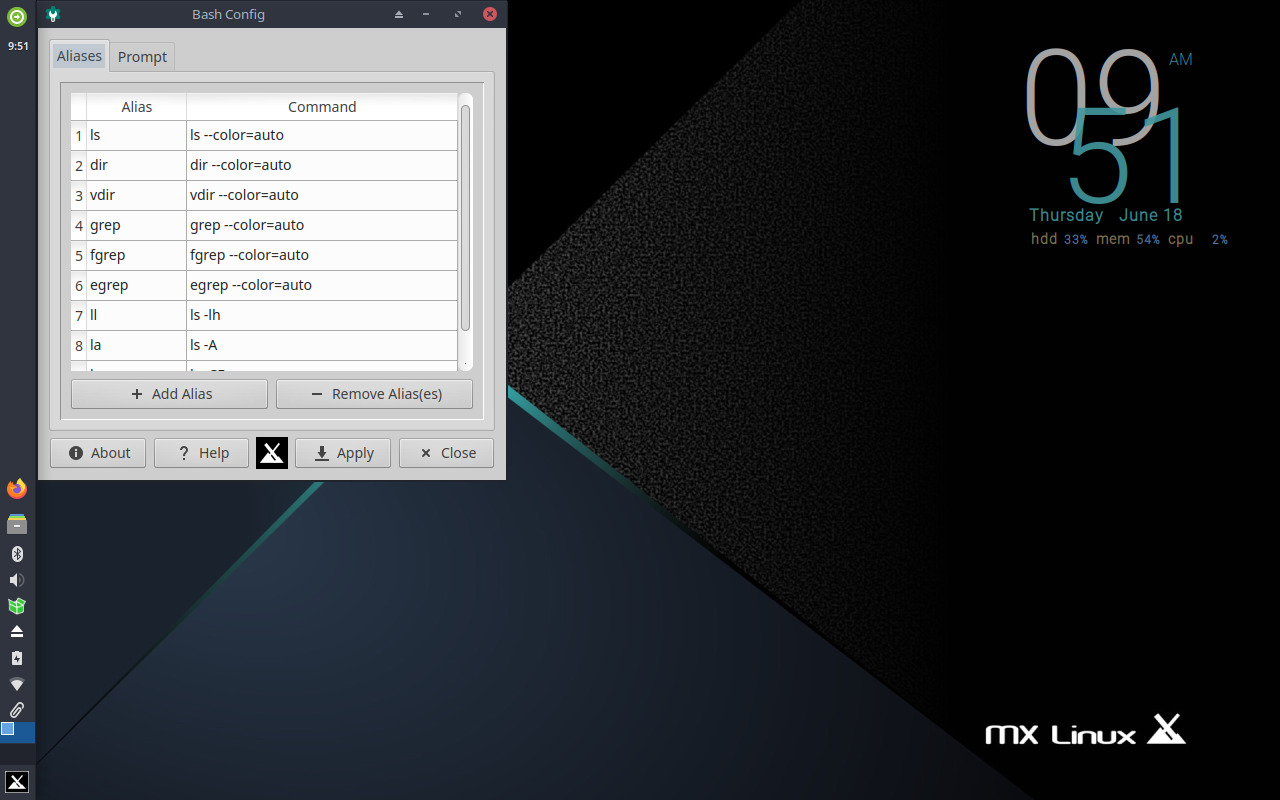 9:51
Bash Config
Aliases Prompt
Alias Command
1 ls ls --color=auto
2 dir dir --color=auto
3 vdir vdir --color=auto
4 grep grep --color=auto
5 fgrep fgrep --color=auto
6 egrep egrep --color=auto
7 ll ls -lh
8 la ls -A
Add Alias Remove Alias(es)
About Help Apply Close
09 AM
51
Thursday June 18
hdd 33% mem 54% cpu 2%
MX Linux